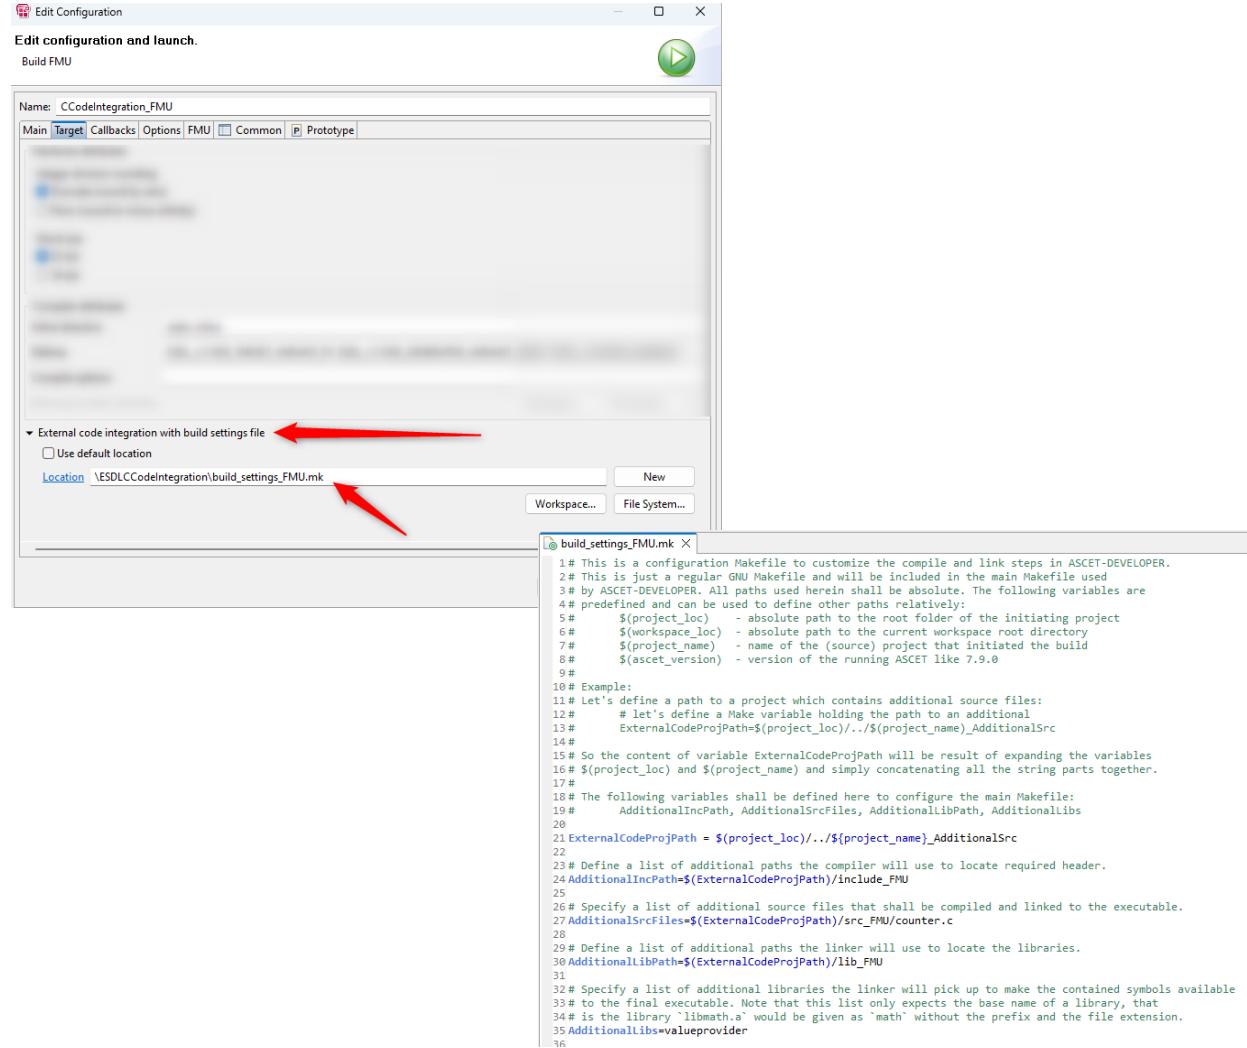 Edit Configuration
Edit configuration and launch.
Build FMU
Name: CCodeIntegration_FMU
Main Target Callbacks Options FMU Common P Prototype
External code integration with build settings file
Use default location
Location \ESDLCCodeIntegration\build_settings_FMU.mk New
Workspace... File System...
build_settings_FMU.mk
1 # This is a configuration Makefile to customize the compile and link steps in ASCET-DEVELOPER.
2 # This is just a regular GNU Makefile and will be included in the main Makefile used
3 # by ASCET-DEVELOPER. All paths used herein shall be absolute. The following variables are
4 # predefined and can be used to define other paths relatively:
5 # $(project_loc) - absolute path to the root folder of the initiating project
6 # $(workspace_loc) - absolute path to the current workspace root directory
7 # $(project_name) - name of the (source) project that initiated the build
8 # $(ascet_version) - version of the running ASCET like 7.9.0
9 #
10 # Example:
11 # Let's define a path to a project which contains additional source files:
12 # # let's define a Make variable holding the path to an additional
13 # ExternalCodeProjPath=$(project_loc)/../$(project_name)_AdditionalSrc
14 #
15 # So the content of variable ExternalCodeProjPath will be result of expanding the variables
16 # $(project_loc) and $(project_name) and simply concatenating all the string parts together.
17 #
18 # The following variables shall be defined here to configure the main Makefile:
19 # AdditionalIncPath, AdditionalSrcFiles, AdditionalLibPath, AdditionalLibs
20
21 ExternalCodeProjPath = $(project_loc)/../${project_name}_AdditionalSrc
22
23 # Define a list of additional paths the compiler will use to locate required header.
24 AdditionalIncPath=$(ExternalCodeProjPath)/include_FMU
25
26 # Specify a list of additional source files that shall be compiled and linked to the executable.
27 AdditionalSrcFiles=$(ExternalCodeProjPath)/src_FMU/counter.c
28
29 # Define a list of additional paths the linker will use to locate the libraries.
30 AdditionalLibPath=$(ExternalCodeProjPath)/lib_FMU
31
32 # Specify a list of additional libraries the linker will pick up to make the contained symbols available
33 # to the final executable. Note that this list only expects the base name of a library, that
34 # is the library `libmath.a` would be given as `math` without the prefix and the file extension.
35 AdditionalLibs=valueprovider
36